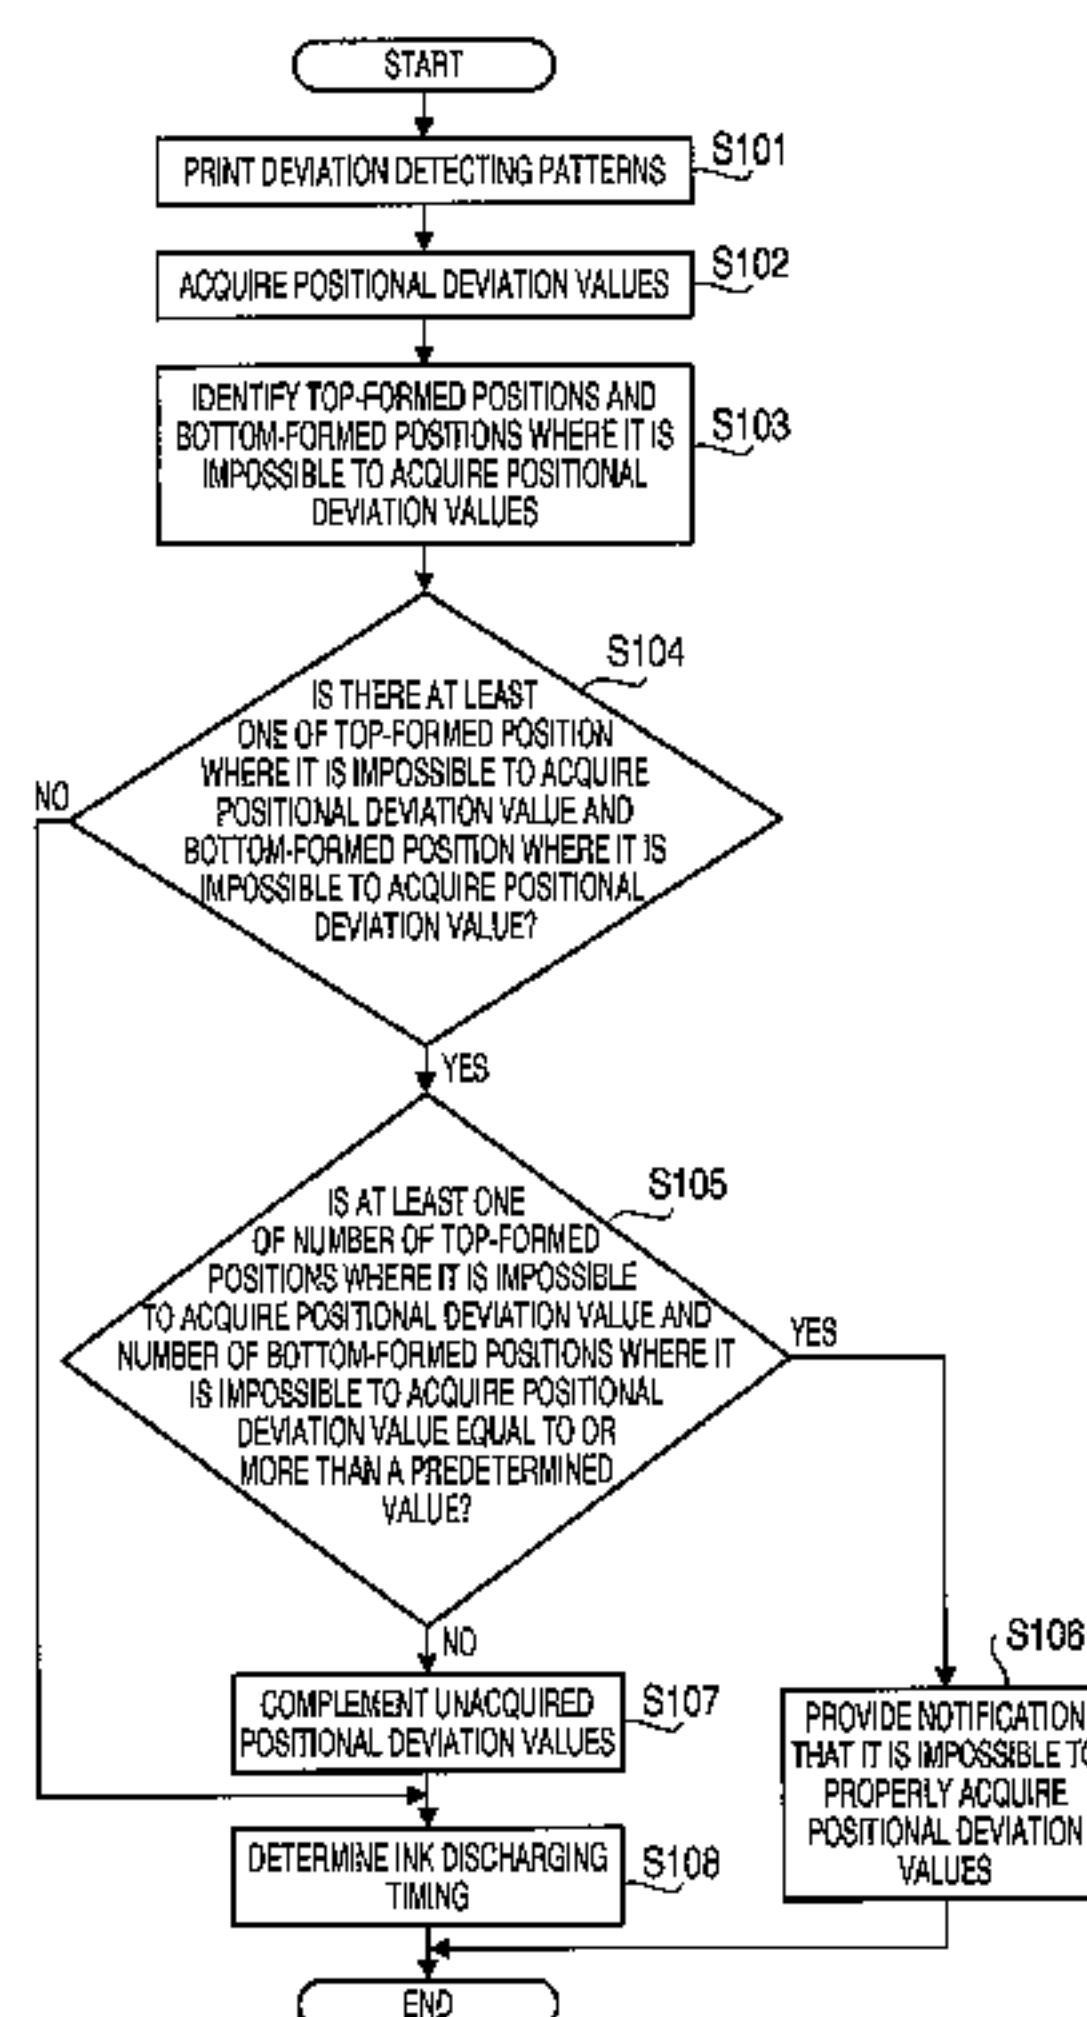 START
PRINT DEVIATION DETECTING PATTERNS
S101
ACQUIRE POSITIONAL DEVIATION VALUES
S102
IDENTIFY TOP-FORMED POSITIONS AND
BOTTOM-FORMED POSITIONS WHERE IT IS
IMPOSSIBLE TO ACQUIRE POSITIONAL
DEVIATION VALUES
S103
S104
IS THERE AT LEAST
ONE OF TOP-FORMED POSITION
WHERE IT IS IMPOSSIBLE TO ACQUIRE
POSITIONAL DEVIATION VALUE AND
BOTTOM-FORMED POSITION WHERE IT IS
IMPOSSIBLE TO ACQUIRE POSITIONAL
DEVIATION VALUE?
NO
YES
S105
IS AT LEAST ONE
OF NUMBER OF TOP-FORMED
POSITIONS WHERE IT IS IMPOSSIBLE
TO ACQUIRE POSITIONAL DEVIATION VALUE AND
NUMBER OF BOTTOM-FORMED POSITIONS WHERE IT
IS IMPOSSIBLE TO ACQUIRE POSITIONAL
DEVIATION VALUE EQUAL TO OR
MORE THAN A PREDETERMINED
VALUE?
YES
NO
S106
PROVIDE NOTIFICATION
THAT IT IS IMPOSSIBLE TO
PROPERLY ACQUIRE
POSITIONAL DEVIATION
VALUES
COMPLEMENT UNACQUIRED
POSITIONAL DEVIATION VALUES
S107
DETERMINE INK DISCHARGING
TIMING
S108
END